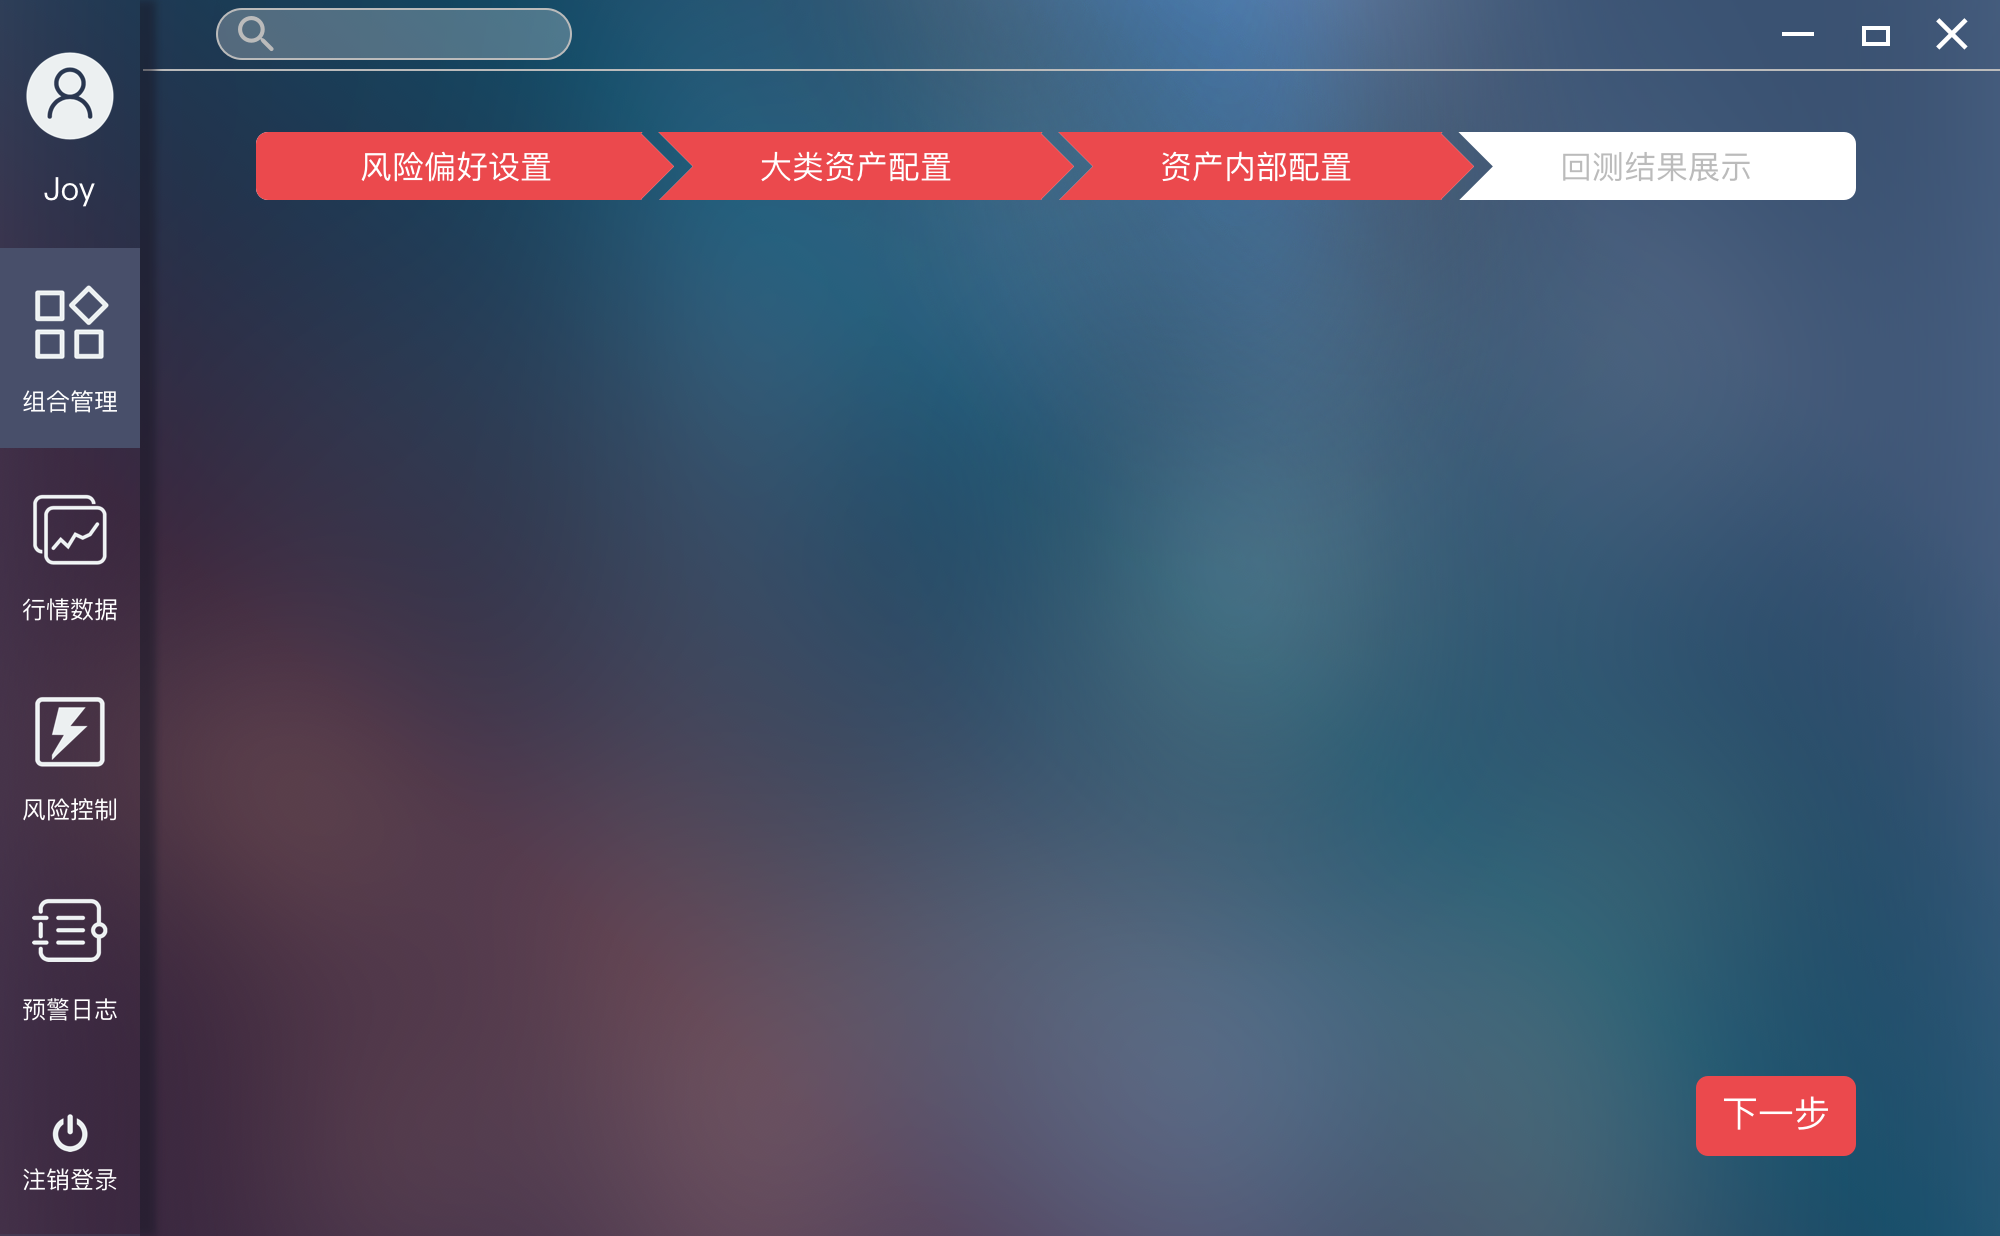 Joy
组合管理
行情数据
风险控制
预警日志
注销登录
风险偏好设置
大类资产配置
资产内部配置
回测结果展示
下一步